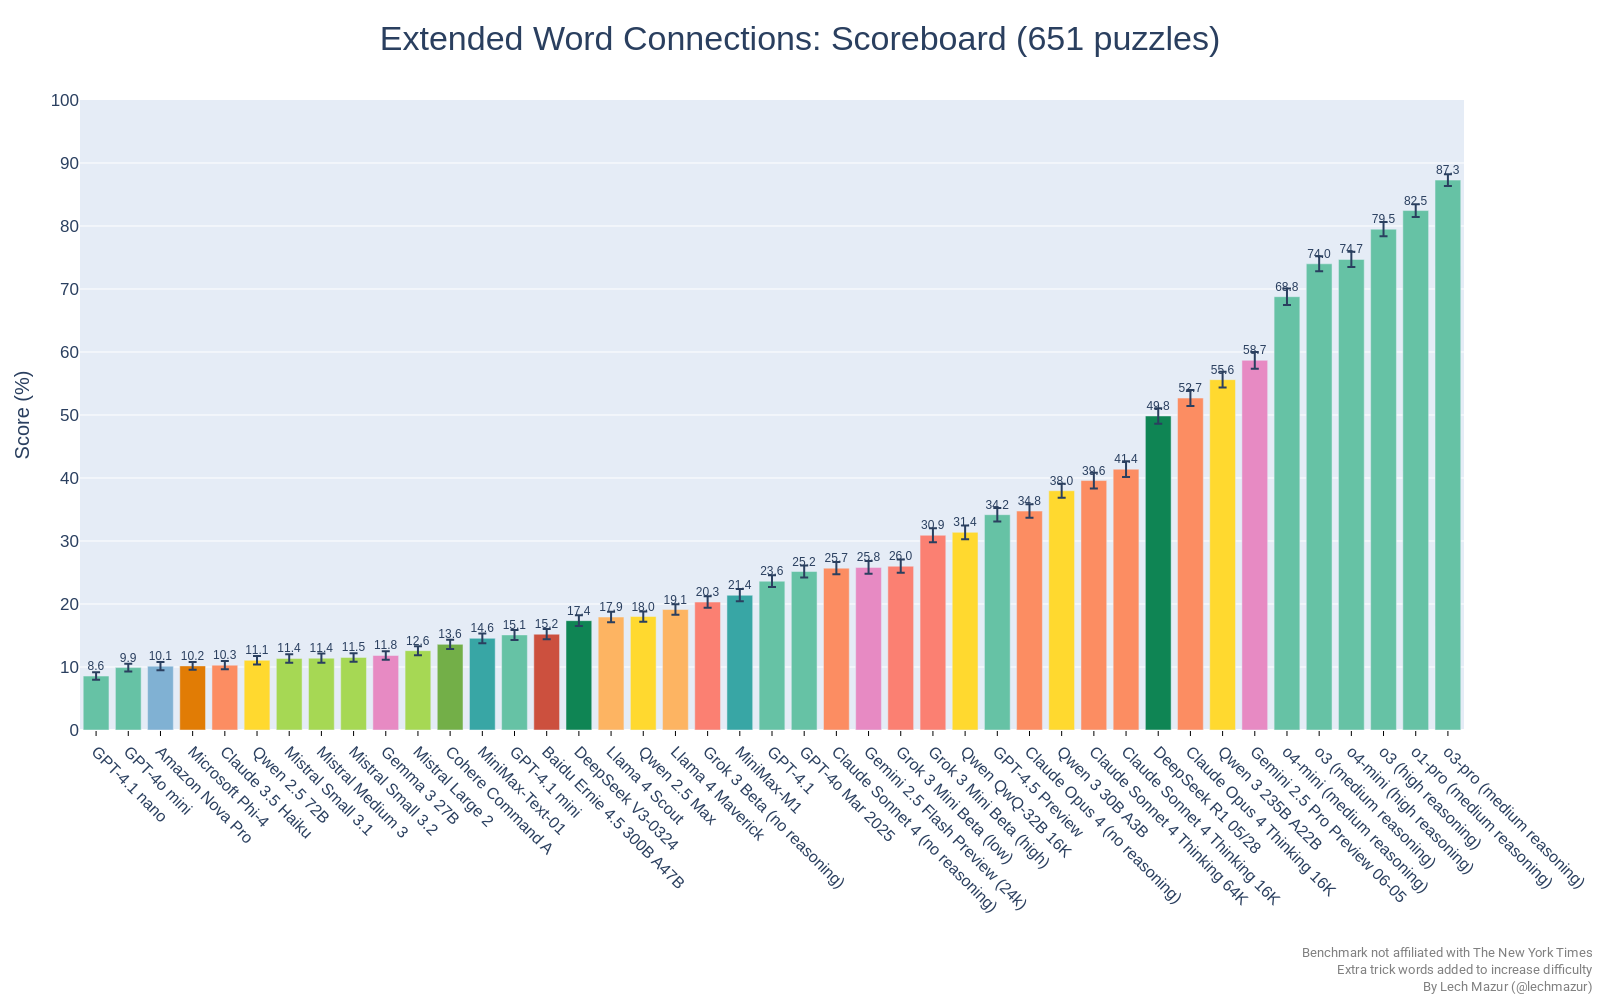 Extended Word Connections: Scoreboard (651 puzzles)
Score (%)
100
90
80
70
60
50
40
30
20
10
0
8.6
9.9
10.1
10.2
10.3
11.1
11.4
11.4
11.5
11.8
12.6
13.6
14.6
15.1
15.2
17.4
17.9
18.0
19.1
20.3
21.4
23.6
25.2
25.7
25.8
26.0
30.9
31.4
34.2
34.8
38.0
39.6
41.4
49.8
52.7
55.6
58.7
68.8
74.0
74.7
79.5
82.5
87.3
GPT-4.1 nano
GPT-4o mini
Amazon Nova Pro
Microsoft Phi-4
Claude 3.5 Haiku
Qwen 2.5 72B
Mistral Small 3.1
Mistral Medium 3
Mistral Small 3.2
Gemma 3 27B
Mistral Large 2
Cohere Command A
MiniMax-Text-01
GPT-4.1 mini
Baidu Ernie 4.5 300B A47B
DeepSeek V3-0324
Llama 4 Scout
Qwen 2.5 Max
Llama 4 Maverick
Grok 3 Beta (no reasoning)
MiniMax-M1
GPT-4.1
GPT-4o Mar 2025
Claude Sonnet 4 (no reasoning)
Gemini 2.5 Flash Preview (24k)
Grok 3 Mini Beta (low)
Grok 3 Mini Beta (high)
Qwen QwQ-32B 16K
GPT-4.5 Preview
Claude Opus 4 (no reasoning)
Qwen 3 30B A3B
Claude Sonnet 4 Thinking 64K
Claude Sonnet 4 Thinking 16K
DeepSeek R1 05/28
Claude Opus 4 Thinking 16K
Qwen 3 235B A22B
Gemini 2.5 Pro Preview 06-05
o4-mini (medium reasoning)
o3 (medium reasoning)
o4-mini (high reasoning)
o3 (high reasoning)
o1-pro (medium reasoning)
o3-pro (medium reasoning)
Benchmark not affiliated with The New York Times
Extra trick words added to increase difficulty
By Lech Mazur (@lechmazur)